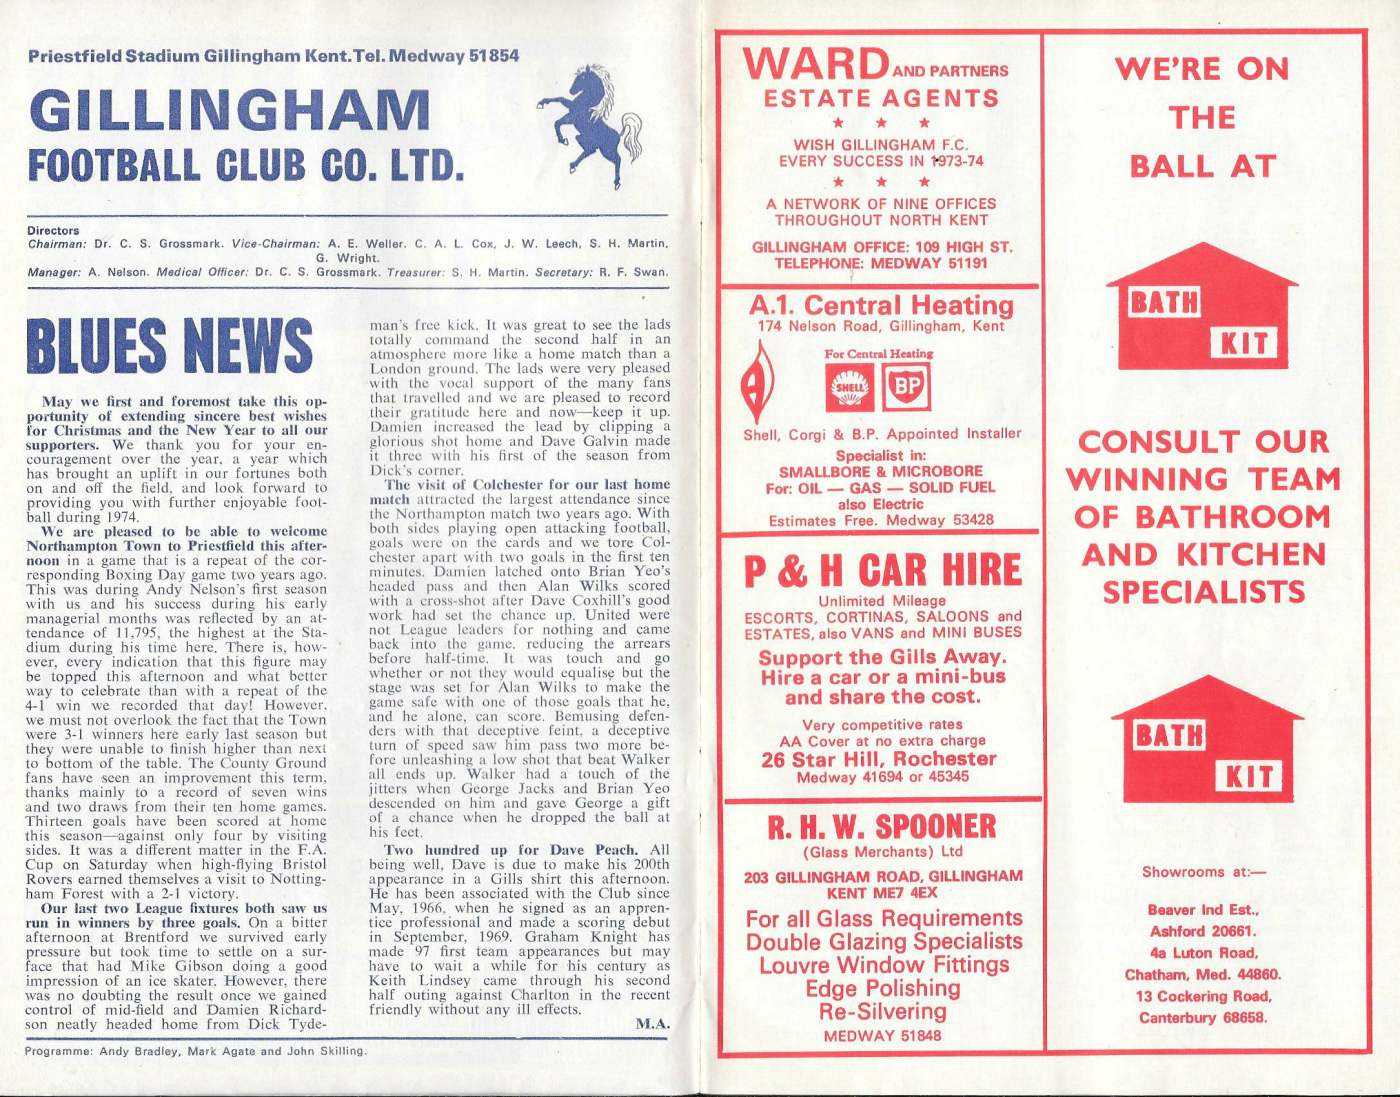 Priestfield Stadium Gillingham Kent. Tel. Medway 51854
GILLINGHAM
FOOTBALL CLUB CO. LTD.
Directors
Chairman: Dr. C. S. Grossmark. Vice-Chairman: A. E. Weller. C. A. L. Cox, J. W. Leech, S. H. Martin,
G. Wright.
Manager: A. Nelson. Medical Officer: Dr. C. S. Grossmark. Treasurer: S. H. Martin. Secretary: R. F. Swan.
BLUES NEWS
May we first and foremost take this op-
portunity of extending sincere best wishes
for Christmas and the New Year to all our
supporters. We thank you for your en-
couragement over the year, a year which
has brought an uplift in our fortunes both
on and off the field, and look forward to
providing you with further enjoyable foot-
ball during 1974.
We are pleased to be able to welcome
Northampton Town to Priestfield this after-
noon in a game that is a repeat of the cor-
responding Boxing Day game two years ago.
This was during Andy Nelson's first season
with us and his success during his early
managerial months was reflected by an at-
tendance of 11,795, the highest at the Sta-
dium during his time here. There is, how-
ever, every indication that this figure may
be topped this afternoon and what better
way to celebrate than with a repeat of the
4-1 win we recorded that day! However,
we must not overlook the fact that the Town
were 3-1 winners here early last season but
they were unable to finish higher than next
to bottom of the table. The County Ground
fans have seen an improvement this term,
thanks mainly to a record of seven wins
and two draws from their ten home games.
Thirteen goals have been scored at home
this season—against only four by visiting
sides. It was a different matter in the F.A.
Cup on Saturday when high-flying Bristol
Rovers earned themselves a visit to Notting-
ham Forest with a 2-1 victory.
Our last two League fixtures both saw us
run in winners by three goals. On a bitter
afternoon at Brentford we survived early
pressure but took time to settle on a sur-
face that had Mike Gibson doing a good
impression of an ice skater. However, there
was no doubting the result once we gained
control of mid-field and Damien Richard-
son neatly headed home from Dick Tyde-
man's free kick. It was great to see the lads
totally command the second half in an
atmosphere more like a home match than a
London ground. The lads were very pleased
with the vocal support of the many fans
that travelled and we are pleased to record
their gratitude here and now—keep it up.
Damien increased the lead by clipping a
glorious shot home and Dave Galvin made
it three with his first of the season from
Dick's corner.
The visit of Colchester for our last home
match attracted the largest attendance since
the Northampton match two years ago. With
both sides playing open attacking football,
goals were on the cards and we tore Col-
chester apart with two goals in the first ten
minutes. Damien latched onto Brian Yeo's
headed pass and then Alan Wilks scored
with a cross-shot after Dave Coxhill's good
work had set the chance up. United were
not League leaders for nothing and came
back into the game, reducing the arrears
before half-time. It was touch and go
whether or not they would equalise but the
stage was set for Alan Wilks to make the
game safe with one of those goals that he,
and he alone, can score. Bemusing defen-
ders with that deceptive feint, a deceptive
turn of speed saw him pass two more be-
fore unleashing a low shot that beat Walker
all ends up. Walker had a touch of the
jitters when George Jacks and Brian Yeo
descended on him and gave George a gift
of a chance when he dropped the ball at
his feet.
Two hundred up for Dave Peach. All
being well, Dave is due to make his 200th
appearance in a Gills shirt this afternoon.
He has been associated with the Club since
May, 1966, when he signed as an appren-
tice professional and made a scoring debut
in September, 1969. Graham Knight has
made 97 first team appearances but may
have to wait a while for his century as
Keith Lindsey came through his second
half outing against Charlton in the recent
friendly without any ill effects.
M.A.
Programme: Andy Bradley, Mark Agate and John Skilling.
WARD AND PARTNERS
ESTATE AGENTS
WISH GILLINGHAM F.C.
EVERY SUCCESS IN 1973-74
A NETWORK OF NINE OFFICES
THROUGHOUT NORTH KENT
GILLINGHAM OFFICE: 109 HIGH ST.
TELEPHONE: MEDWAY 51191
A.1. Central Heating
174 Nelson Road, Gillingham, Kent
For Central Heating
A
SHELL
BP
Shell, Corgi & B.P. Appointed Installer
Specialist in:
SMALLBORE & MICROBORE
For: OIL — GAS — SOLID FUEL
also Electric
Estimates Free. Medway 53428
P & H CAR HIRE
Unlimited Mileage
ESCORTS, CORTINAS, SALOONS and
ESTATES, also VANS and MINI BUSES
Support the Gills Away.
Hire a car or a mini-bus
and share the cost.
Very competitive rates
AA Cover at no extra charge
26 Star Hill, Rochester
Medway 41694 or 45345
R. H. W. SPOONER
(Glass Merchants) Ltd
203 GILLINGHAM ROAD, GILLINGHAM
KENT ME7 4EX
For all Glass Requirements
Double Glazing Specialists
Louvre Window Fittings
Edge Polishing
Re-Silvering
MEDWAY 51848
WE'RE ON
THE
BALL AT
BATH
KIT
CONSULT OUR
WINNING TEAM
OF BATHROOM
AND KITCHEN
SPECIALISTS
BATH
KIT
Showrooms at:—
Beaver Ind Est.,
Ashford 20661.
4a Luton Road,
Chatham, Med. 44860.
13 Cockering Road,
Canterbury 68658.